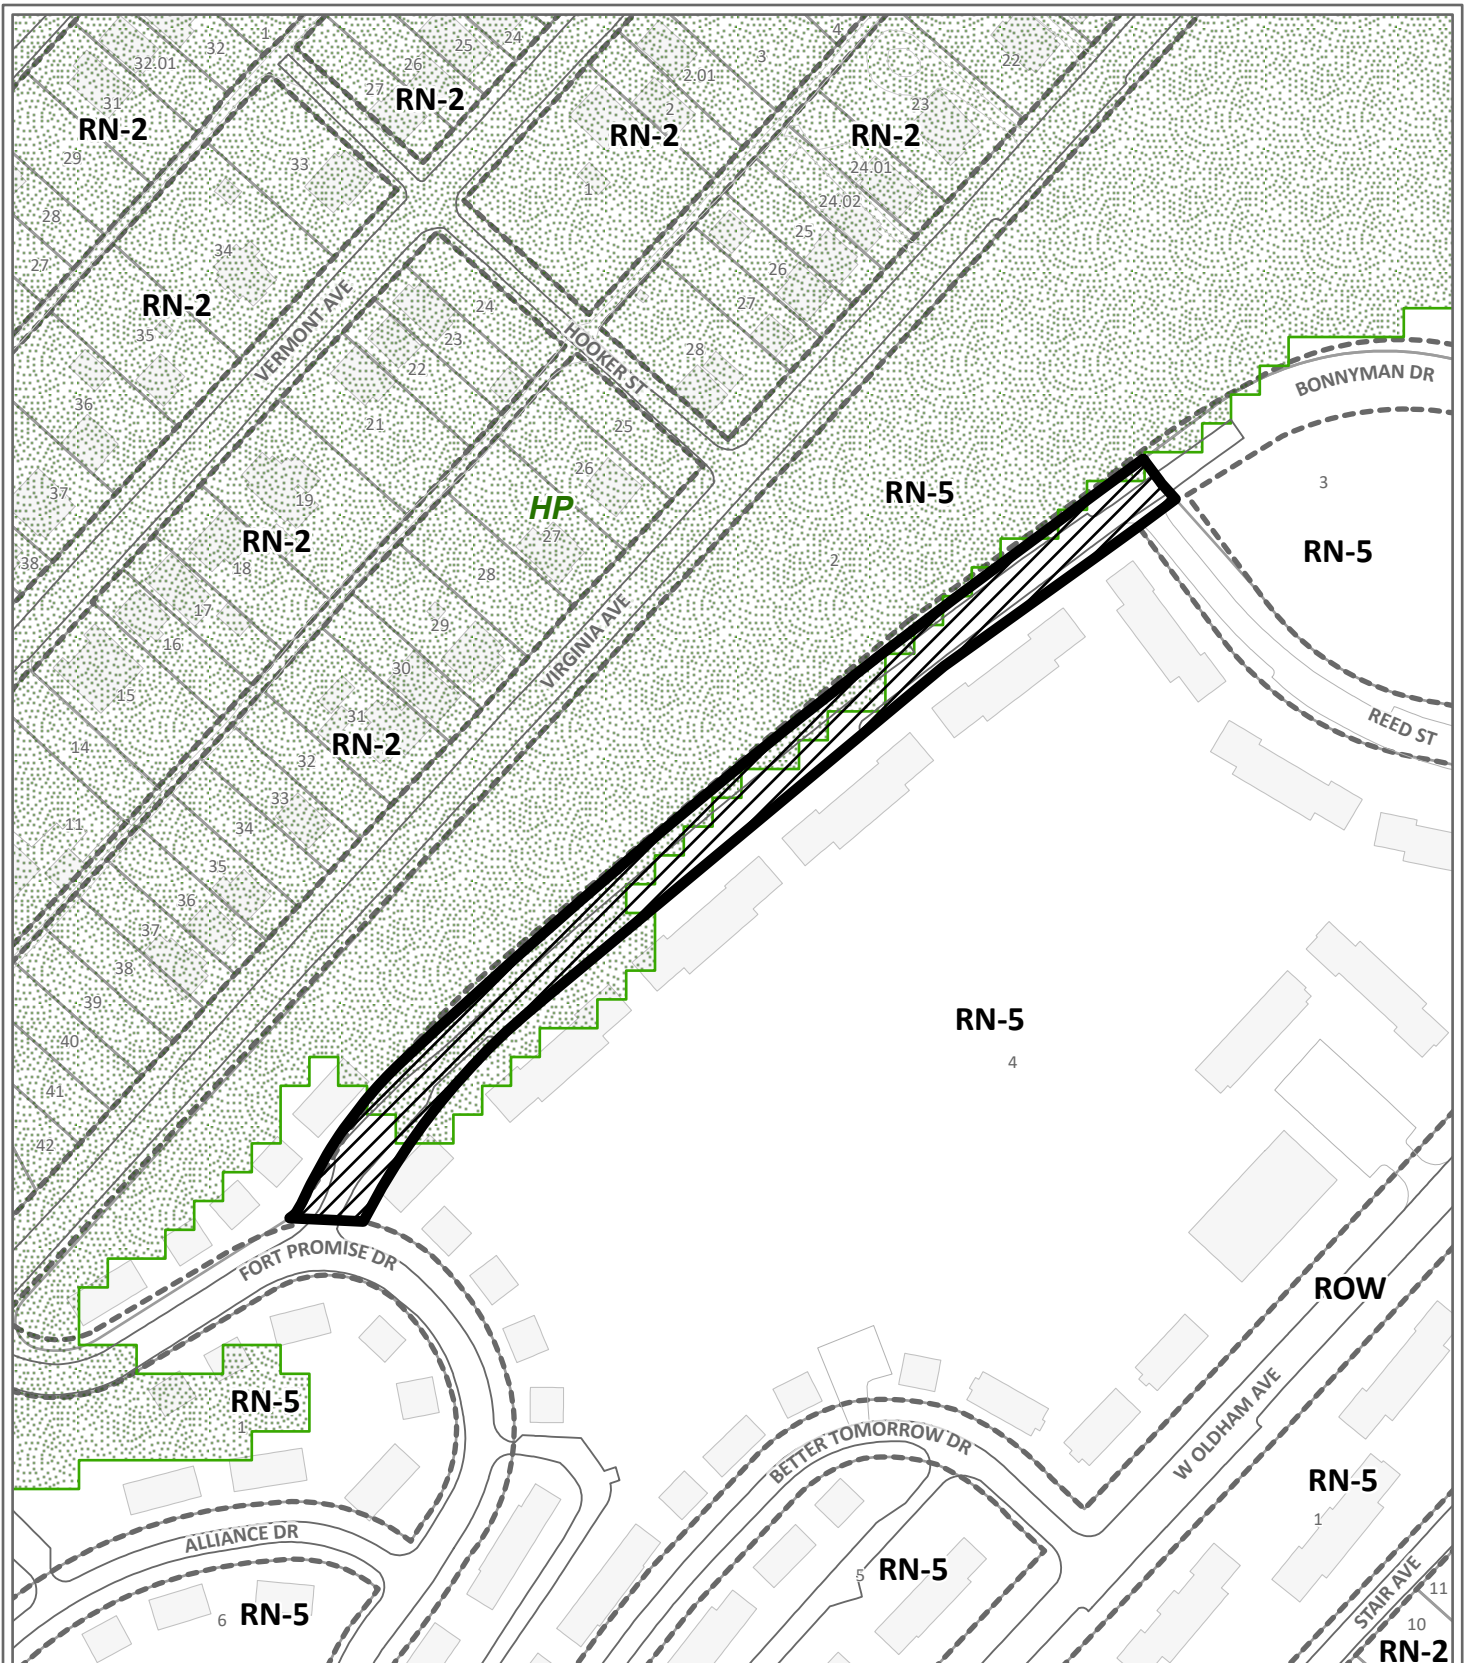 1
24
4
32
25
3
22
32.01
26
2.01
27
RN-2
31
2
23
RN-2
RN-2
RN-2
29
33
24.01
1
24.02
28
25
34
27
26
24
27
RN-2
35
23
28
VERMONT AVE
HOOKER ST
22
BONNYMAN DR
36
21
25
26
3
37
19
HP
RN-5
27
RN-2
RN-5
38
18
28
2
17
29
16
VIRGINIA AVE
30
15
31
14
RN-2
REED ST
32
33
11
34
35
36
37
38
39
RN-5
40
4
41
42
FORT PROMISE DR
ROW
RN-5
1
W OLDHAM AVE
BETTER TOMORROW DR
RN-5
1
ALLIANCE DR
RN-5
5
STAIR AVE
11
6
RN-5
10
RN-2